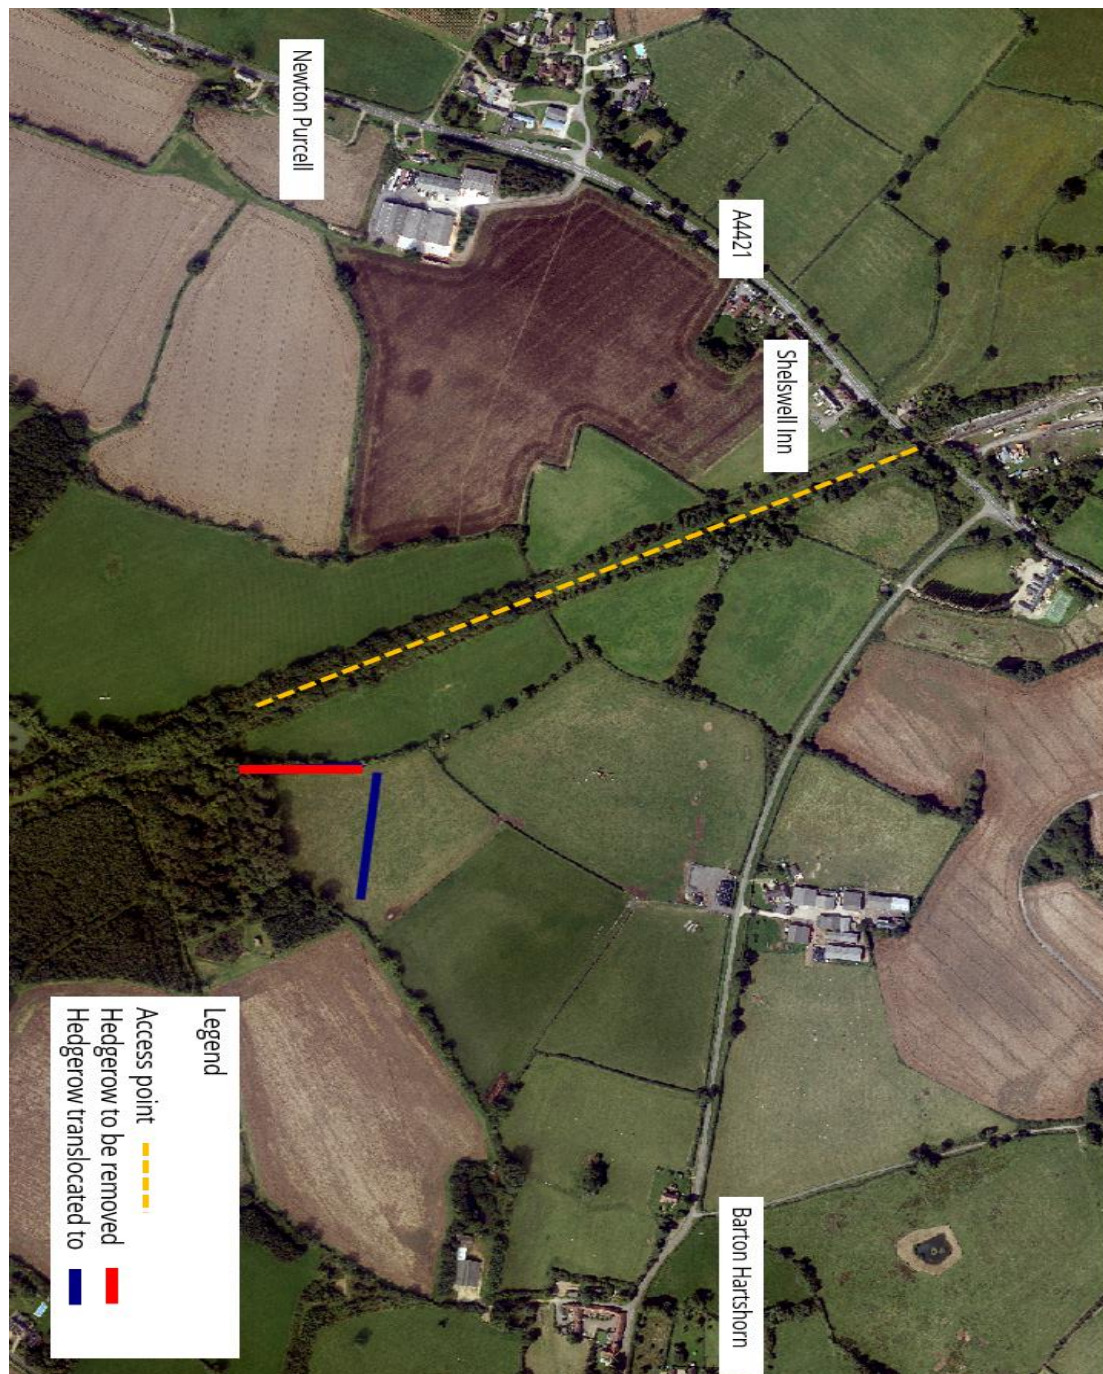 Newton Purcell
A4421
Shelswell Inn
Barton Hartshorn
Legend
Access point
Hedgerow to be removed
Hedgerow translocated to